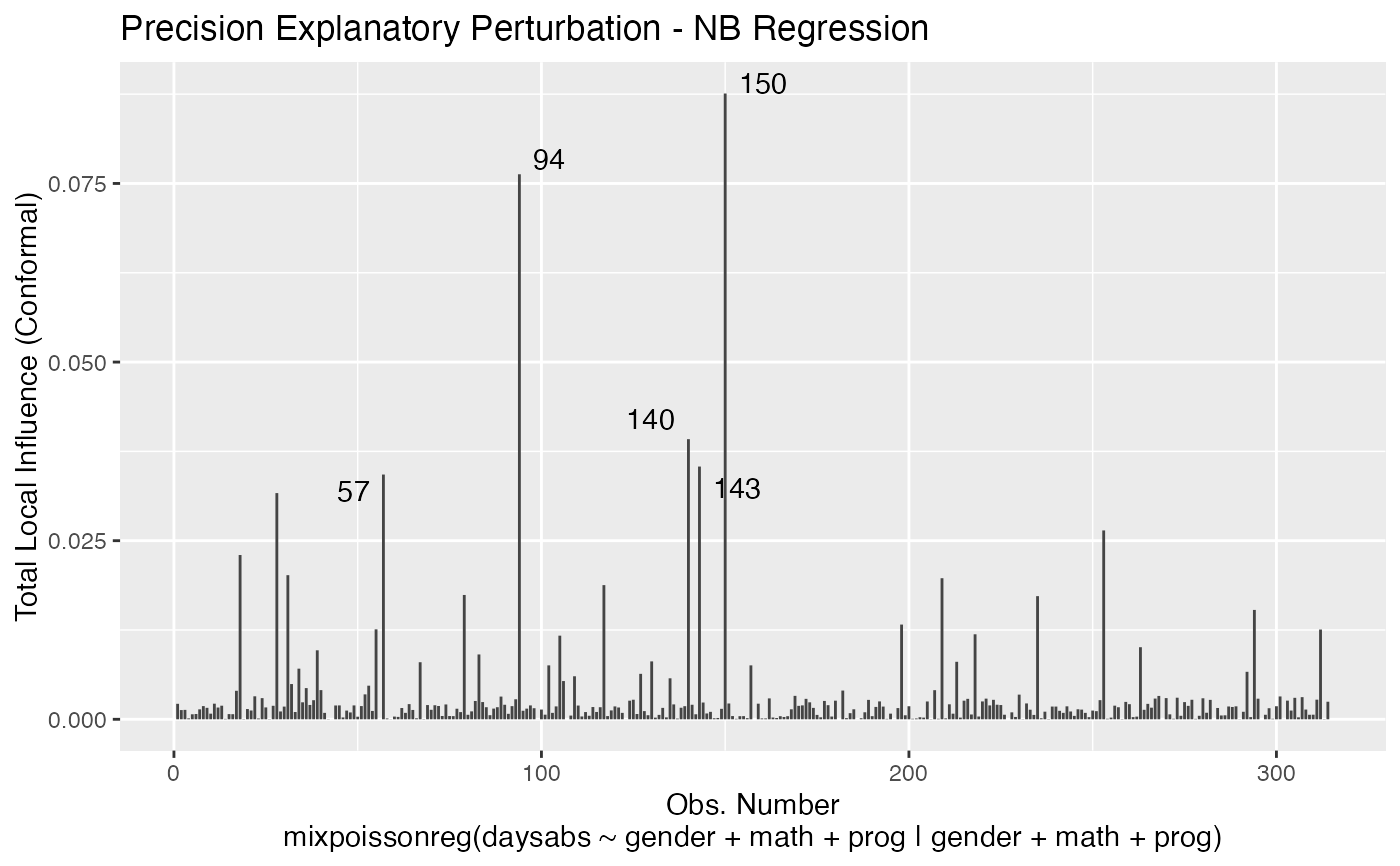 Precision Explanatory Perturbation - NB Regression
150
94
0.075
0.050
140
143
57
0.025
0.000
0 100 200 300
Total Local Influence (Conformal)
Obs. Number
mixpoissonreg(daysabs ~ gender + math + prog | gender + math + prog)